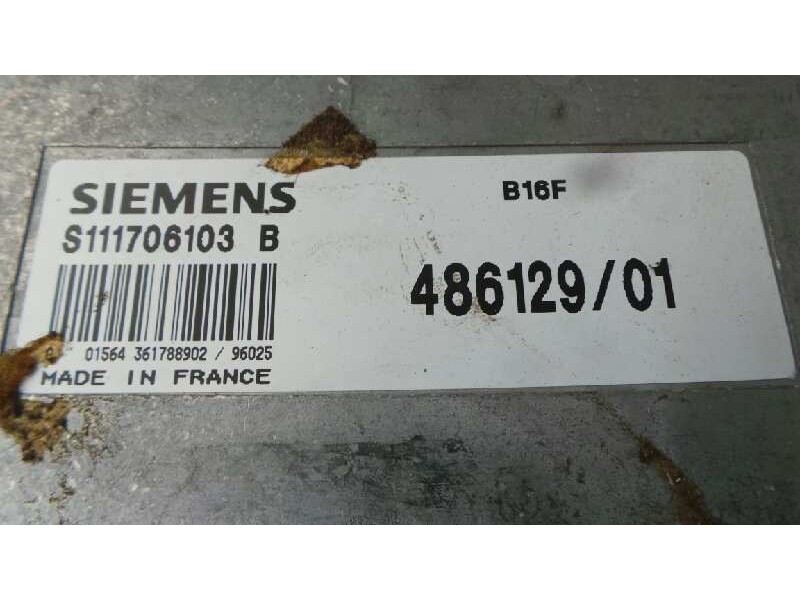 SIEMENS
B16F
S111706103 B
486129/01
01564 361788902 / 96025
MADE IN FRANCE